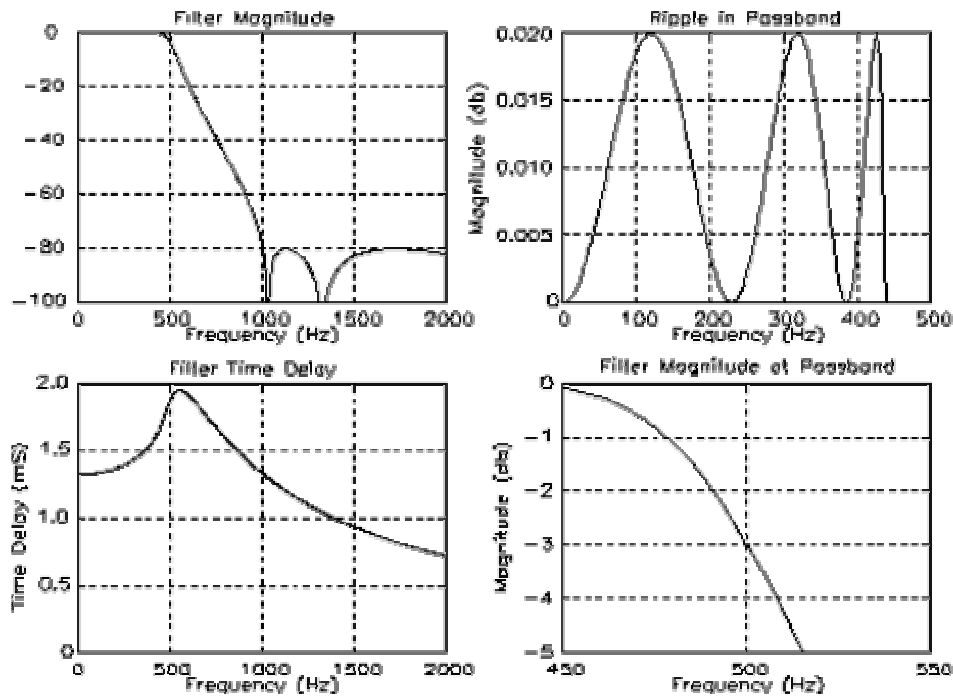 Filter Magnitude
0
-20
-40
-60
-80
-100
0 500 1000 1500 2000
Frequency (Hz)
Ripple in Passband
Magnitude (db)
0.020
0.015
0.010
0.005
0
0 100 200 300 400 500
Frequency (Hz)
Filter Time Delay
Time Delay (mS)
2.0
1.5
1.0
0.5
0
0 500 1000 1500 2000
Frequency (Hz)
Filter Magnitude at Passband
Magnitude (db)
0
-1
-2
-3
-4
-5
450 500 550
Frequency (Hz)